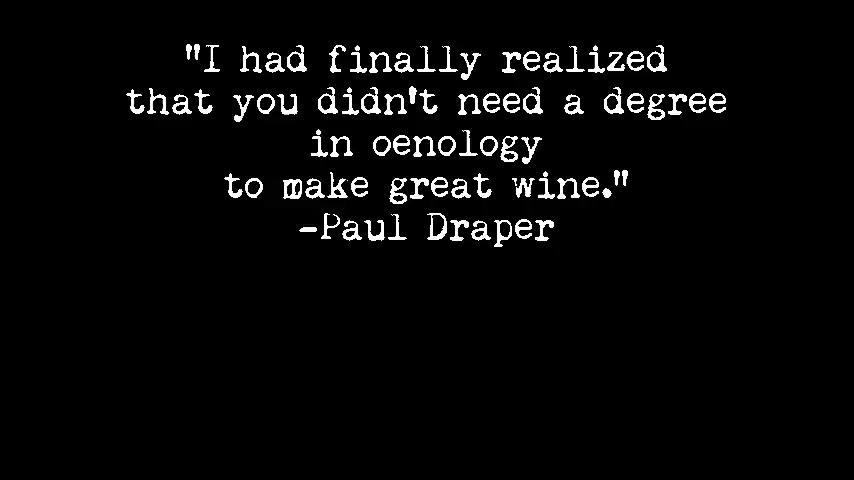 "I had finally realized
that you didn't need a degree
in oenology
to make great wine."
-Paul Draper